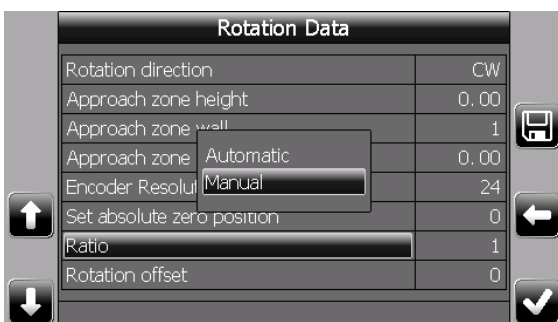 Rotation Data
Rotation direction CW
Approach zone height 0.00
Approach zone wall 1
Approach zone 0.00
Automatic
Manual
Encoder 24
Set absolute zero position 0
Ratio 1
Rotation offset 0